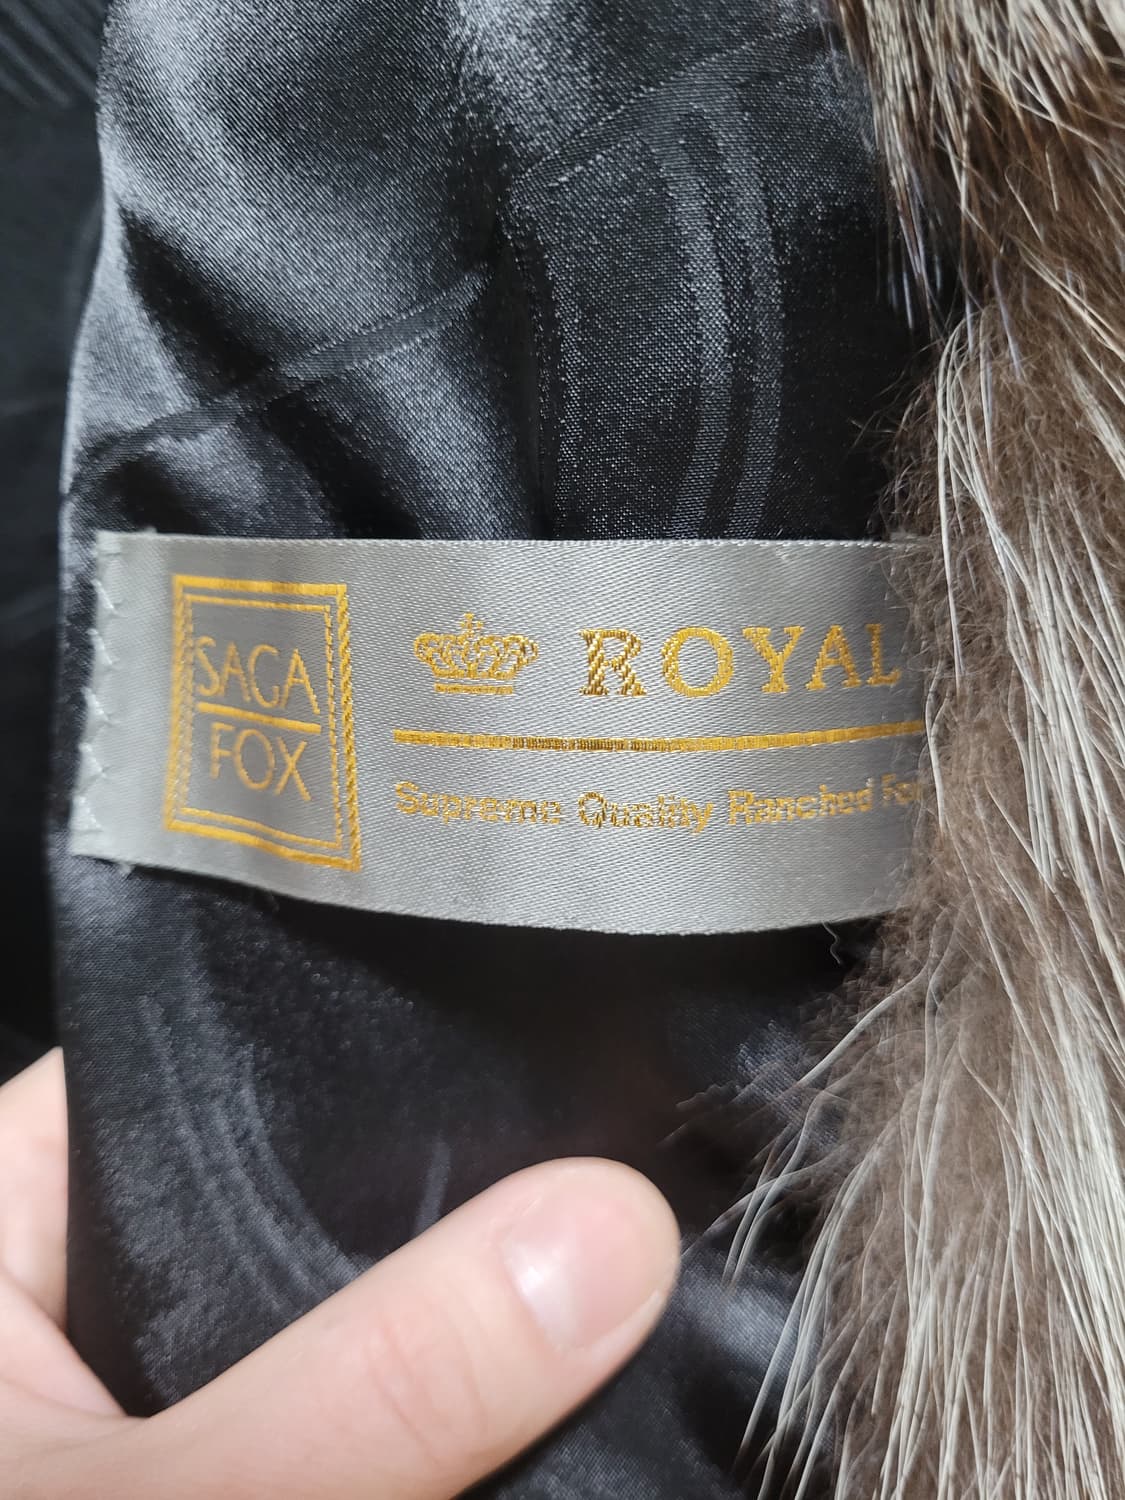 SAGA
FOX
ROYAL
Supreme Quality Ranched